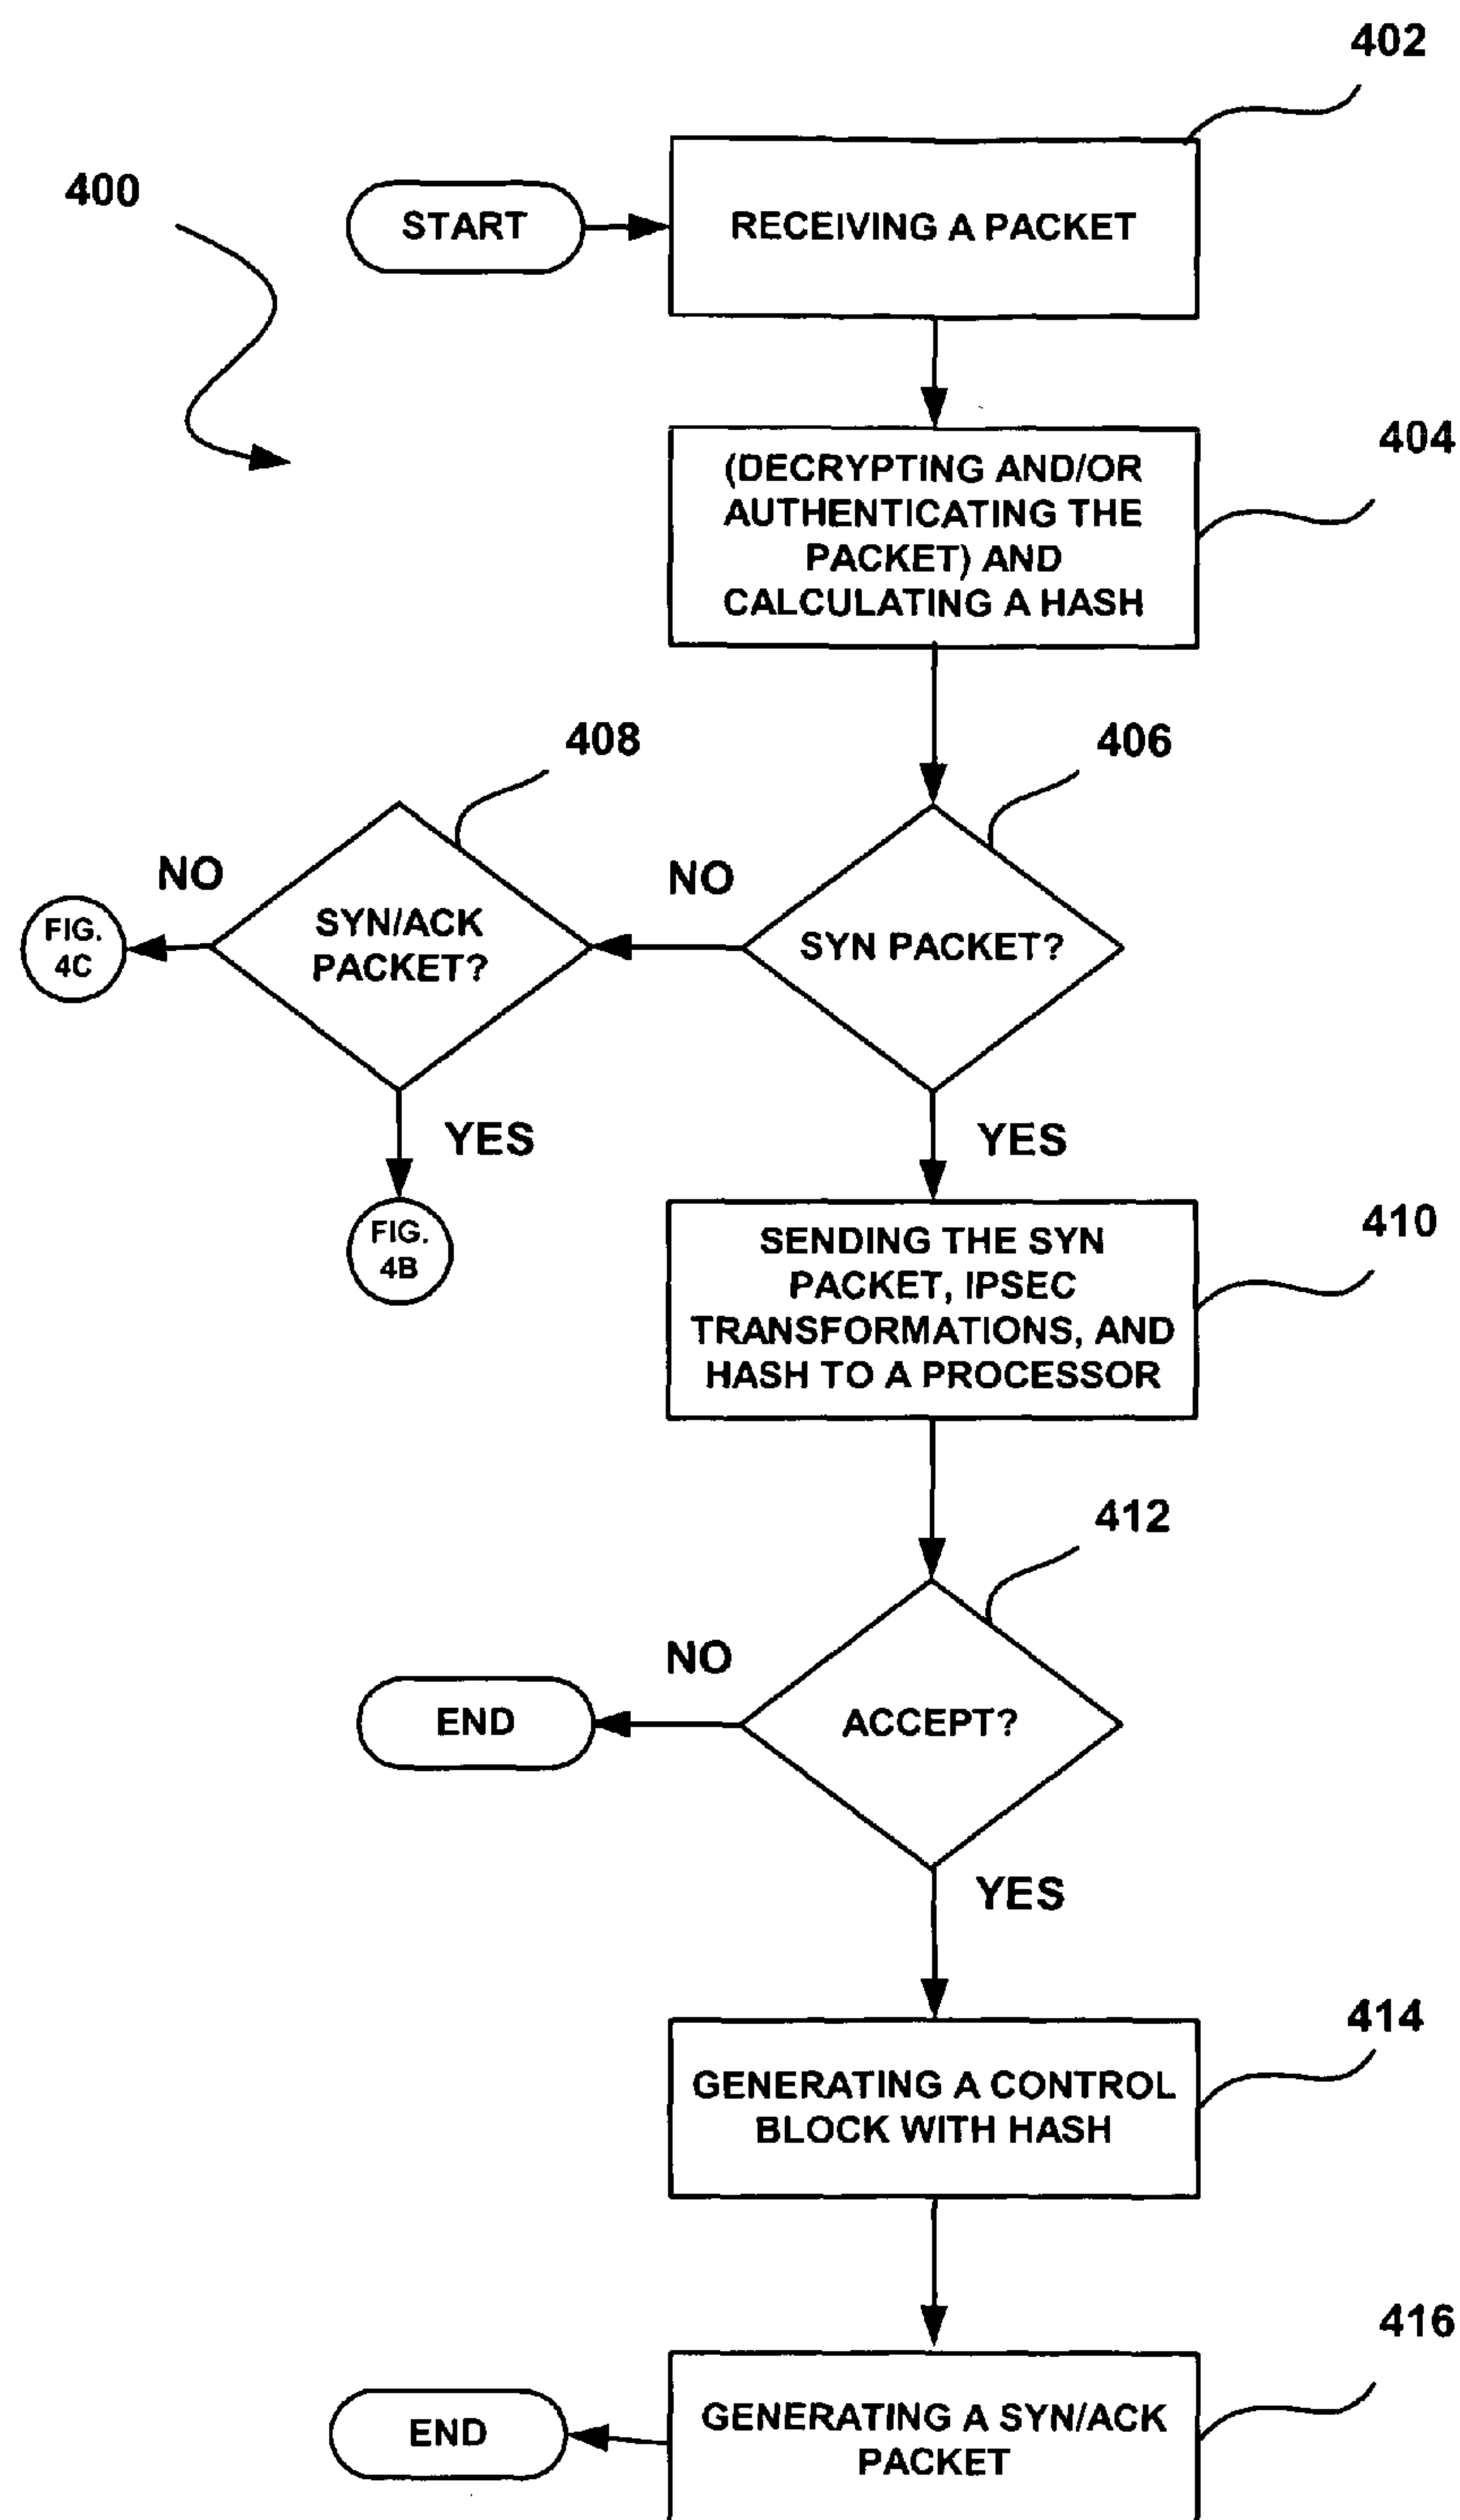 402
400
START
RECEIVING A PACKET
404
(DECRYPTING AND/OR
AUTHENTICATING THE
PACKET) AND
CALCULATING A HASH
408
406
NO
NO
FIG.
4C
SYN/ACK
PACKET?
SYN PACKET?
YES
YES
FIG.
4B
410
SENDING THE SYN
PACKET, IPSEC
TRANSFORMATIONS, AND
HASH TO A PROCESSOR
412
NO
END
ACCEPT?
YES
414
GENERATING A CONTROL
BLOCK WITH HASH
416
END
GENERATING A SYN/ACK
PACKET